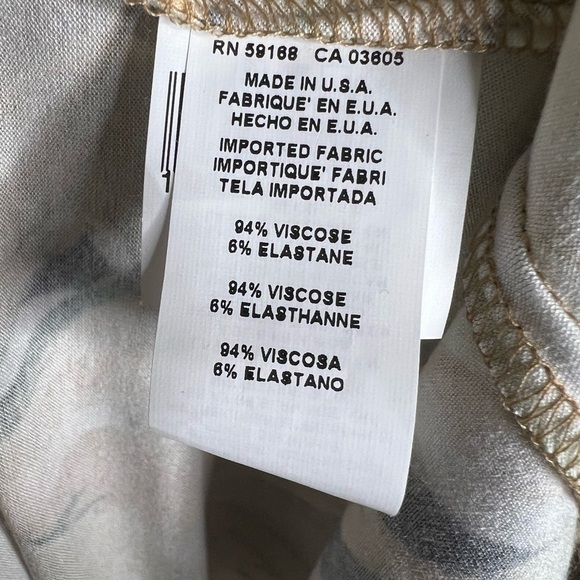 RN 59168 CA 03605
MADE IN U.S.A.
FABRIQUE' EN E.U.A.
HECHO EN E.U.A.
IMPORTED FABRIC
IMPORTIQUE' FABRI
TELA IMPORTADA
94% VISCOSE
6% ELASTANE
94% VISCOSE
6% ELASTHANNE
94% VISCOSA
6% ELASTANO